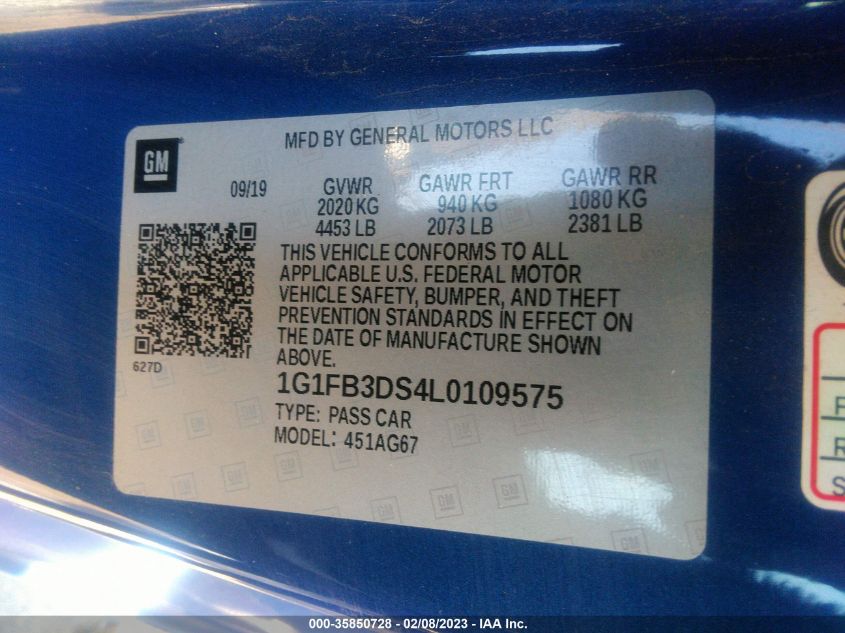 GM
MFD BY GENERAL MOTORS LLC
09/19 GVWR GAWR FRT GAWR RR
2020 KG 940 KG 1080 KG
4453 LB 2073 LB 2381 LB
THIS VEHICLE CONFORMS TO ALL
APPLICABLE U.S. FEDERAL MOTOR
VEHICLE SAFETY, BUMPER, AND THEFT
PREVENTION STANDARDS IN EFFECT ON
THE DATE OF MANUFACTURE SHOWN
ABOVE.
627D
1G1FB3DS4L0109575
TYPE: PASS CAR
MODEL: 451AG67
F
R
S
000-35850728 - 02/08/2023 - IAA Inc.